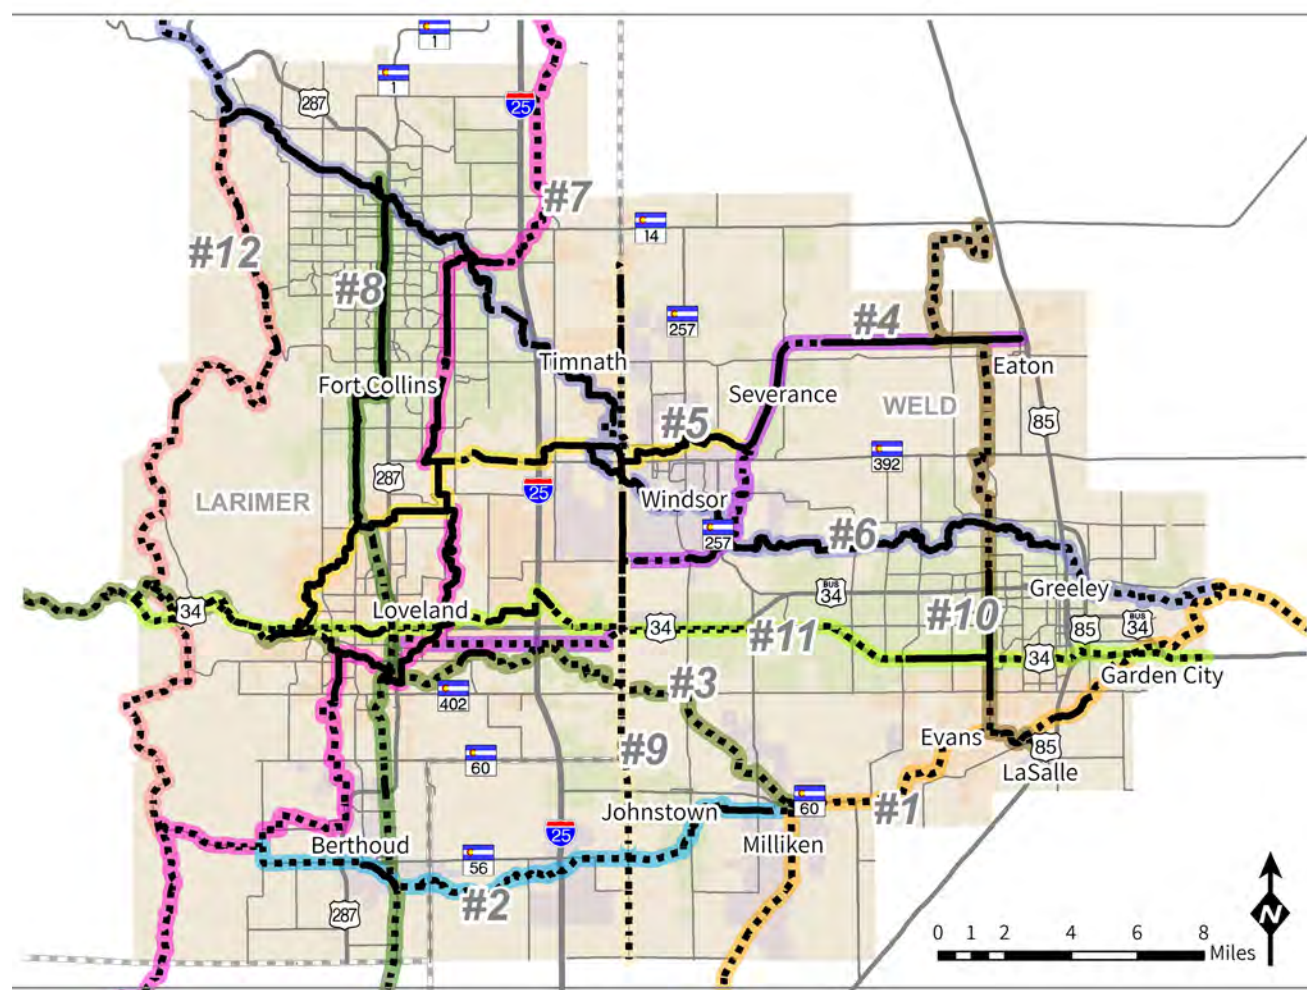 1
1
287
25
#7
14
#12
#8
257
#4
Timnath
Eaton
Fort Collins
Severance
WELD
85
#5
392
287
25
LARIMER
Windsor
257
#6
BUS
34
Greeley
34
Loveland
#10
85
BUS
34
34
#11
34
Garden City
402
#3
Evans
85
60
#9
LaSalle
60
#1
Johnstown
25
Berthoud
Milliken
56
#2
287
N
0 1 2 4 6 8
Miles